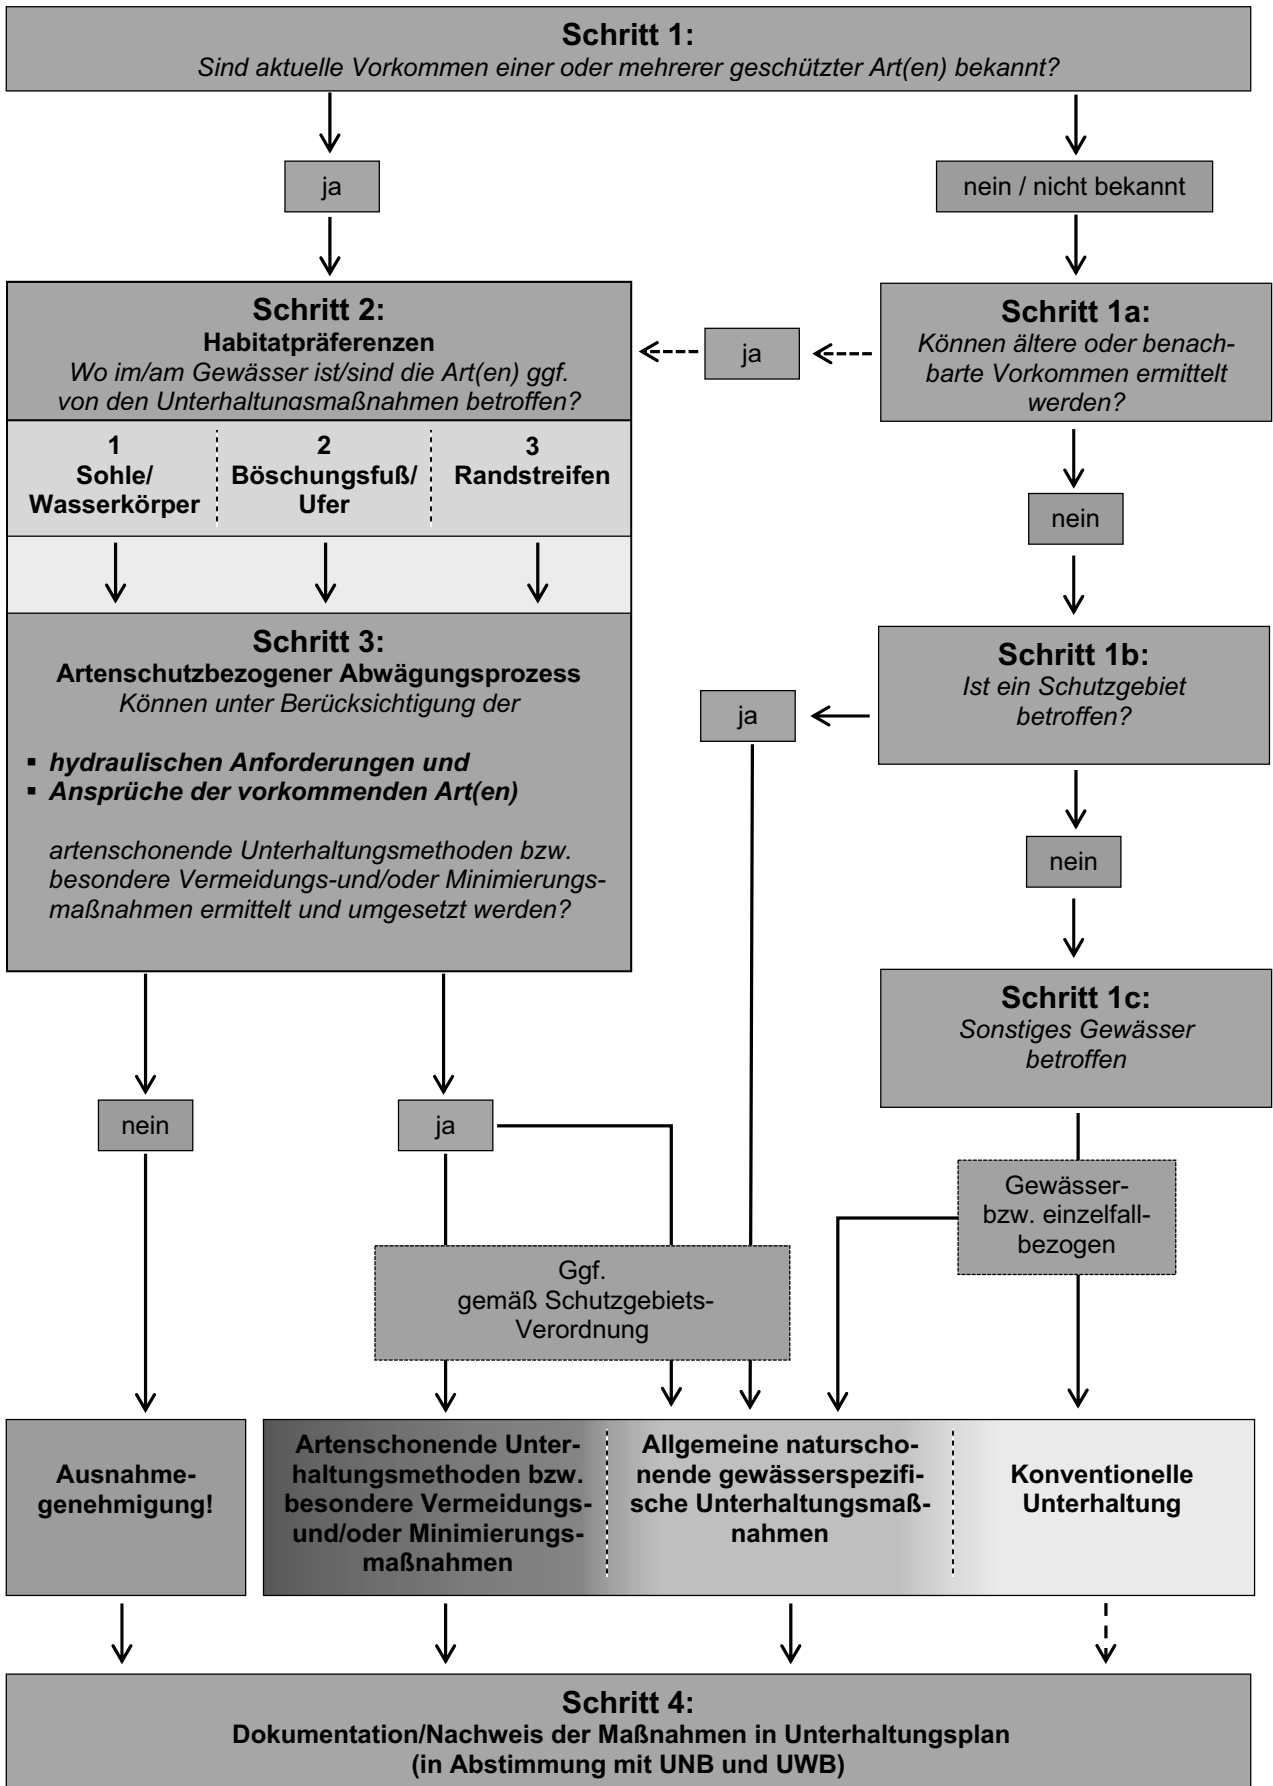 Schritt 1:
Sind aktuelle Vorkommen einer oder mehrerer geschützter Art(en) bekannt?
ja
nein / nicht bekannt
Schritt 2:
Habitatpräferenzen
Wo im/am Gewässer ist/sind die Art(en) ggf.
von den Unterhaltungsmaßnahmen betroffen?
ja
Schritt 1a:
Können ältere oder benach-
barte Vorkommen ermittelt
werden?
1
Sohle/
Wasserkörper
2
Böschungsfuß/
Ufer
3
Randstreifen
nein
Schritt 3:
Artenschutzbezogener Abwägungsprozess
Können unter Berücksichtigung der
▪ hydraulischen Anforderungen und
▪ Ansprüche der vorkommenden Art(en)
artenschonende Unterhaltungsmethoden bzw.
besondere Vermeidungs-und/oder Minimierungs-
maßnahmen ermittelt und umgesetzt werden?
ja
Schritt 1b:
Ist ein Schutzgebiet
betroffen?
nein
Schritt 1c:
Sonstiges Gewässer
betroffen
nein
ja
Gewässer-
bzw. einzelfall-
bezogen
Ggf.
gemäß Schutzgebiets-
Verordnung
Ausnahme-
genehmigung!
Artenschonende Unter-
haltungsmethoden bzw.
besondere Vermeidungs-
und/oder Minimierungs-
maßnahmen
Allgemeine naturscho-
nende gewässerspezifi-
sche Unterhaltungsmaß-
nahmen
Konventionelle
Unterhaltung
Schritt 4:
Dokumentation/Nachweis der Maßnahmen in Unterhaltungsplan
(in Abstimmung mit UNB und UWB)